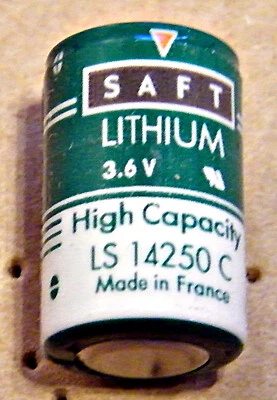 SAFT
LITHIUM
3.6 V
High Capacity
LS 14250 C
Made in France